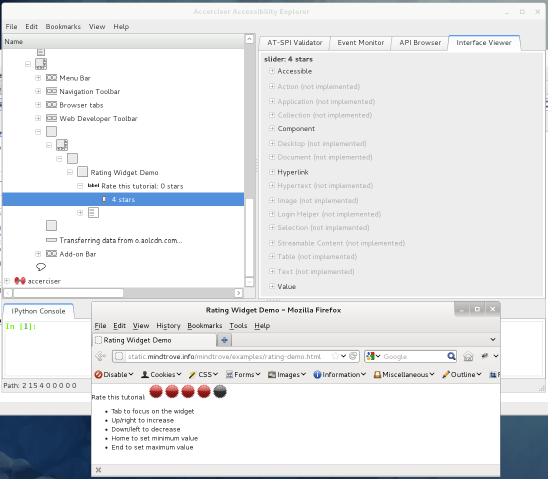 Accerciser Accessibility Explorer
File Edit Bookmarks View Help
Name
Menu Bar
Navigation Toolbar
Browser tabs
Web Developer Toolbar
Rating Widget Demo
label Rate this tutorial: 0 stars
4 stars
Transferring data from o.aolcdn.com...
Add-on Bar
accerciser
AT-SPI Validator Event Monitor API Browser Interface Viewer
slider: 4 stars
Accessible
Action (not implemented)
Application (not implemented)
Collection (not implemented)
Component
Desktop (not implemented)
Document (not implemented)
Hyperlink
Hypertext (not implemented)
Image (not implemented)
Login Helper (not implemented)
Selection (not implemented)
Streamable Content (not implemented)
Table (not implemented)
Text (not implemented)
Value
IPython Console
In [1]:
Path: 2 15 4 0 0 0 0 0
Rating Widget Demo - Mozilla Firefox
File Edit View History Bookmarks Tools Help
Rating Widget Demo
static.mindtrove.info/mindtrove/examples/rating-demo.html
Google
Disable Cookies CSS Forms Images Information Miscellaneous Outline
Rate this tutorial:
• Tab to focus on the widget
• Up/right to increase
• Down/left to decrease
• Home to set minimum value
• End to set maximum value